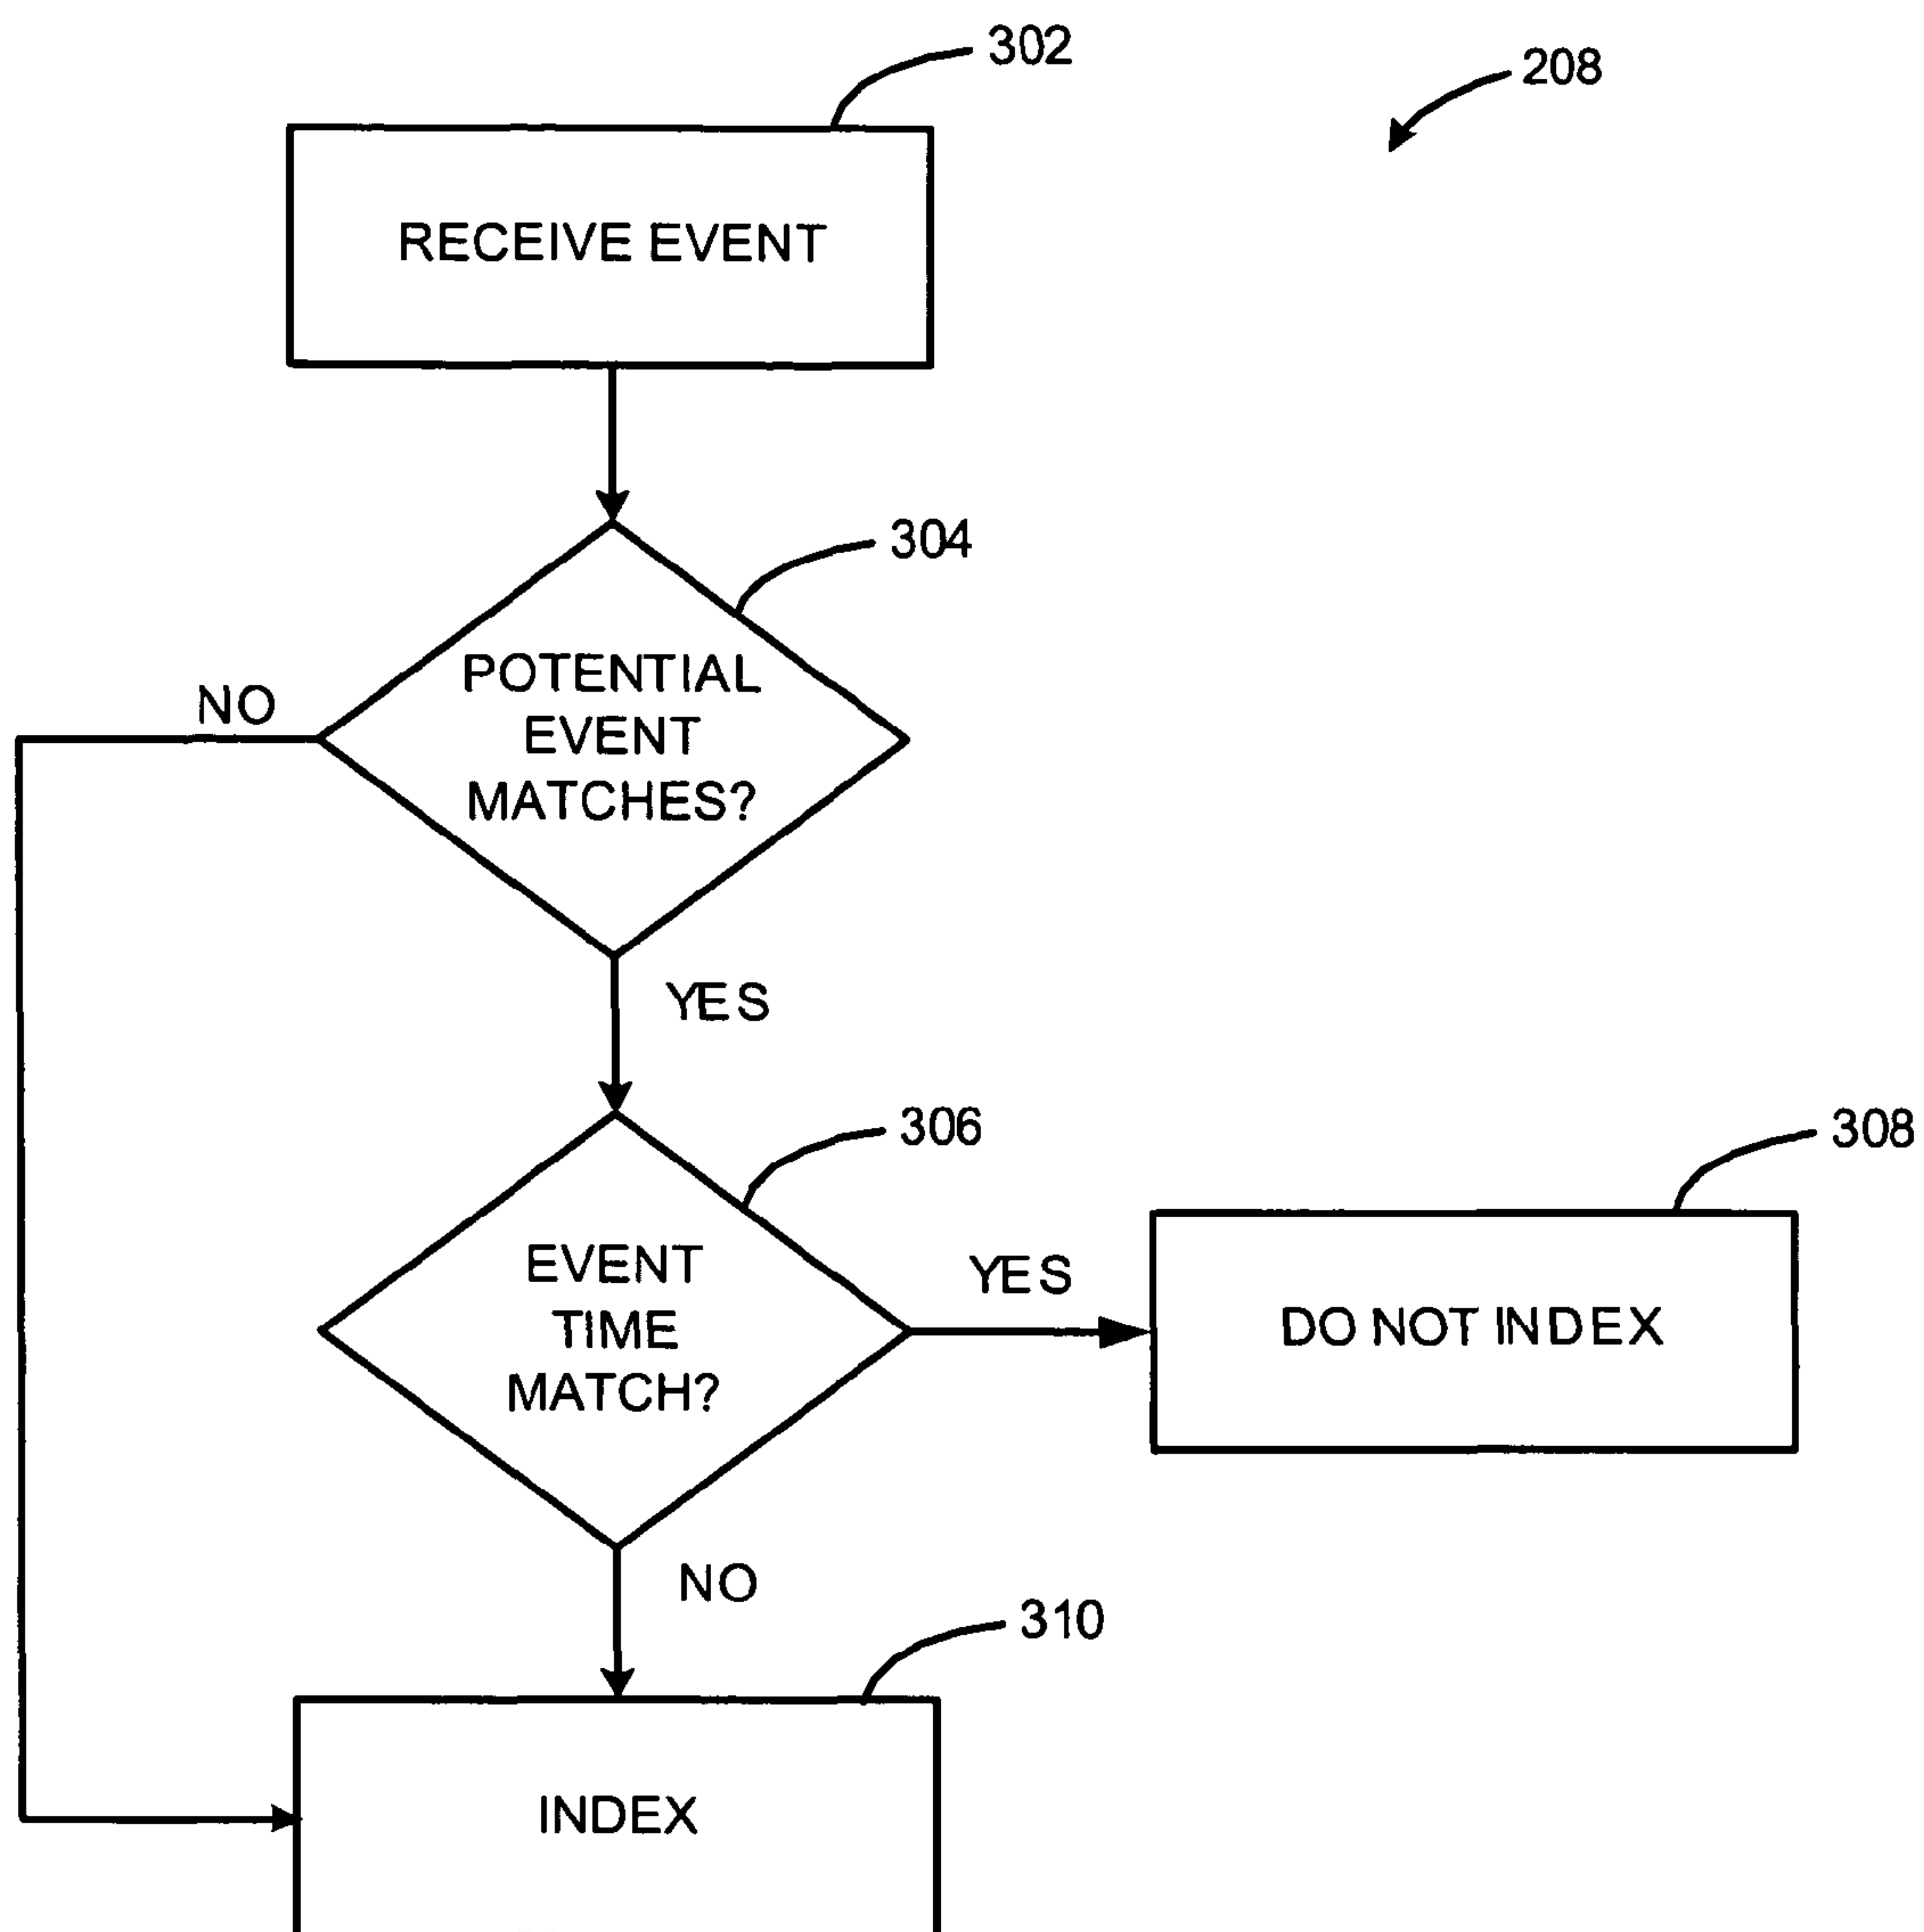 302
208
RECEIVE EVENT
304
POTENTIAL
EVENT
MATCHES?
NO
YES
306
308
EVENT
TIME
MATCH?
YES
DO NOT INDEX
NO
310
INDEX